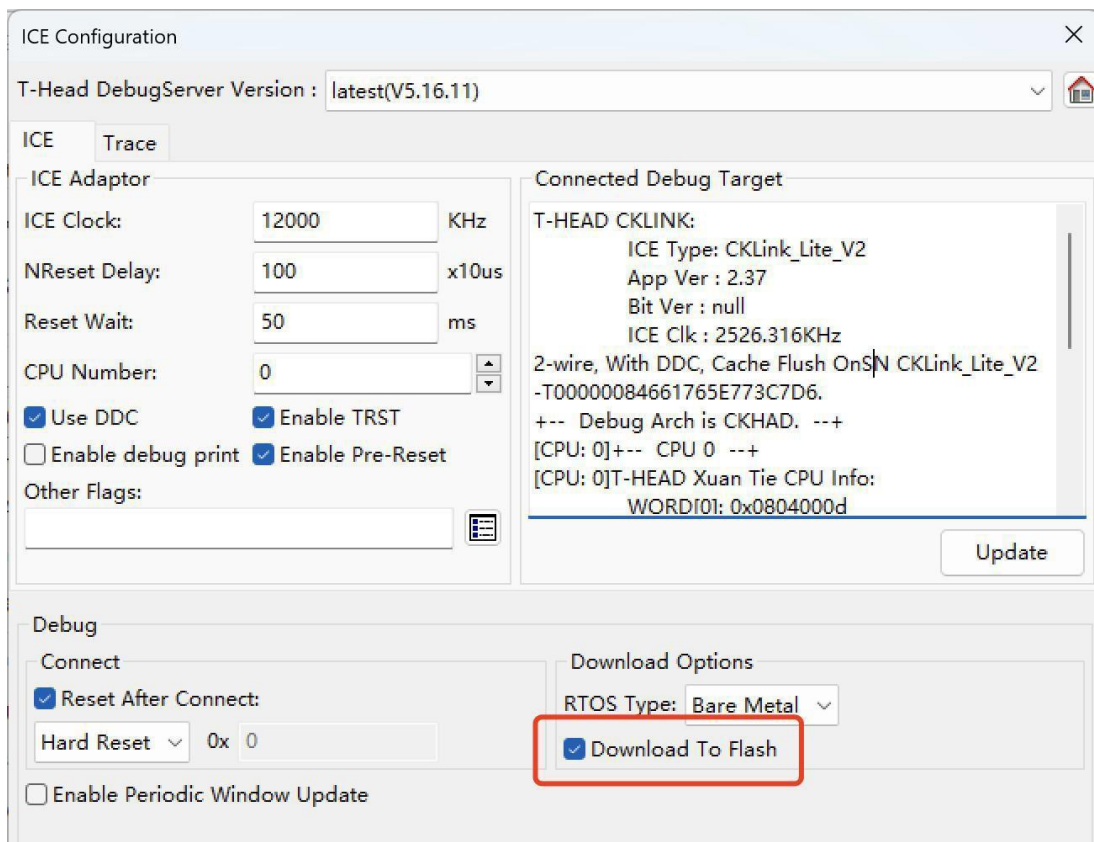 ICE Configuration
T-Head DebugServer Version : latest(V5.16.11)
ICE Trace
ICE Adaptor
ICE Clock: 12000 KHz
NReset Delay: 100 x10us
Reset Wait: 50 ms
CPU Number: 0
Use DDC Enable TRST
Enable debug print Enable Pre-Reset
Other Flags:
Connected Debug Target
T-HEAD CKLINK:
ICE Type: CKLink_Lite_V2
App Ver : 2.37
Bit Ver : null
ICE Clk : 2526.316KHz
2-wire, With DDC, Cache Flush OnSN CKLink_Lite_V2
-T00000084661765E773C7D6.
+-- Debug Arch is CKHAD. --+
[CPU: 0]+-- CPU 0 --+
[CPU: 0]T-HEAD Xuan Tie CPU Info:
WORD[0]: 0x0804000d
Update
Debug
Connect
Reset After Connect:
Hard Reset 0x 0
Enable Periodic Window Update
Download Options
RTOS Type: Bare Metal
Download To Flash